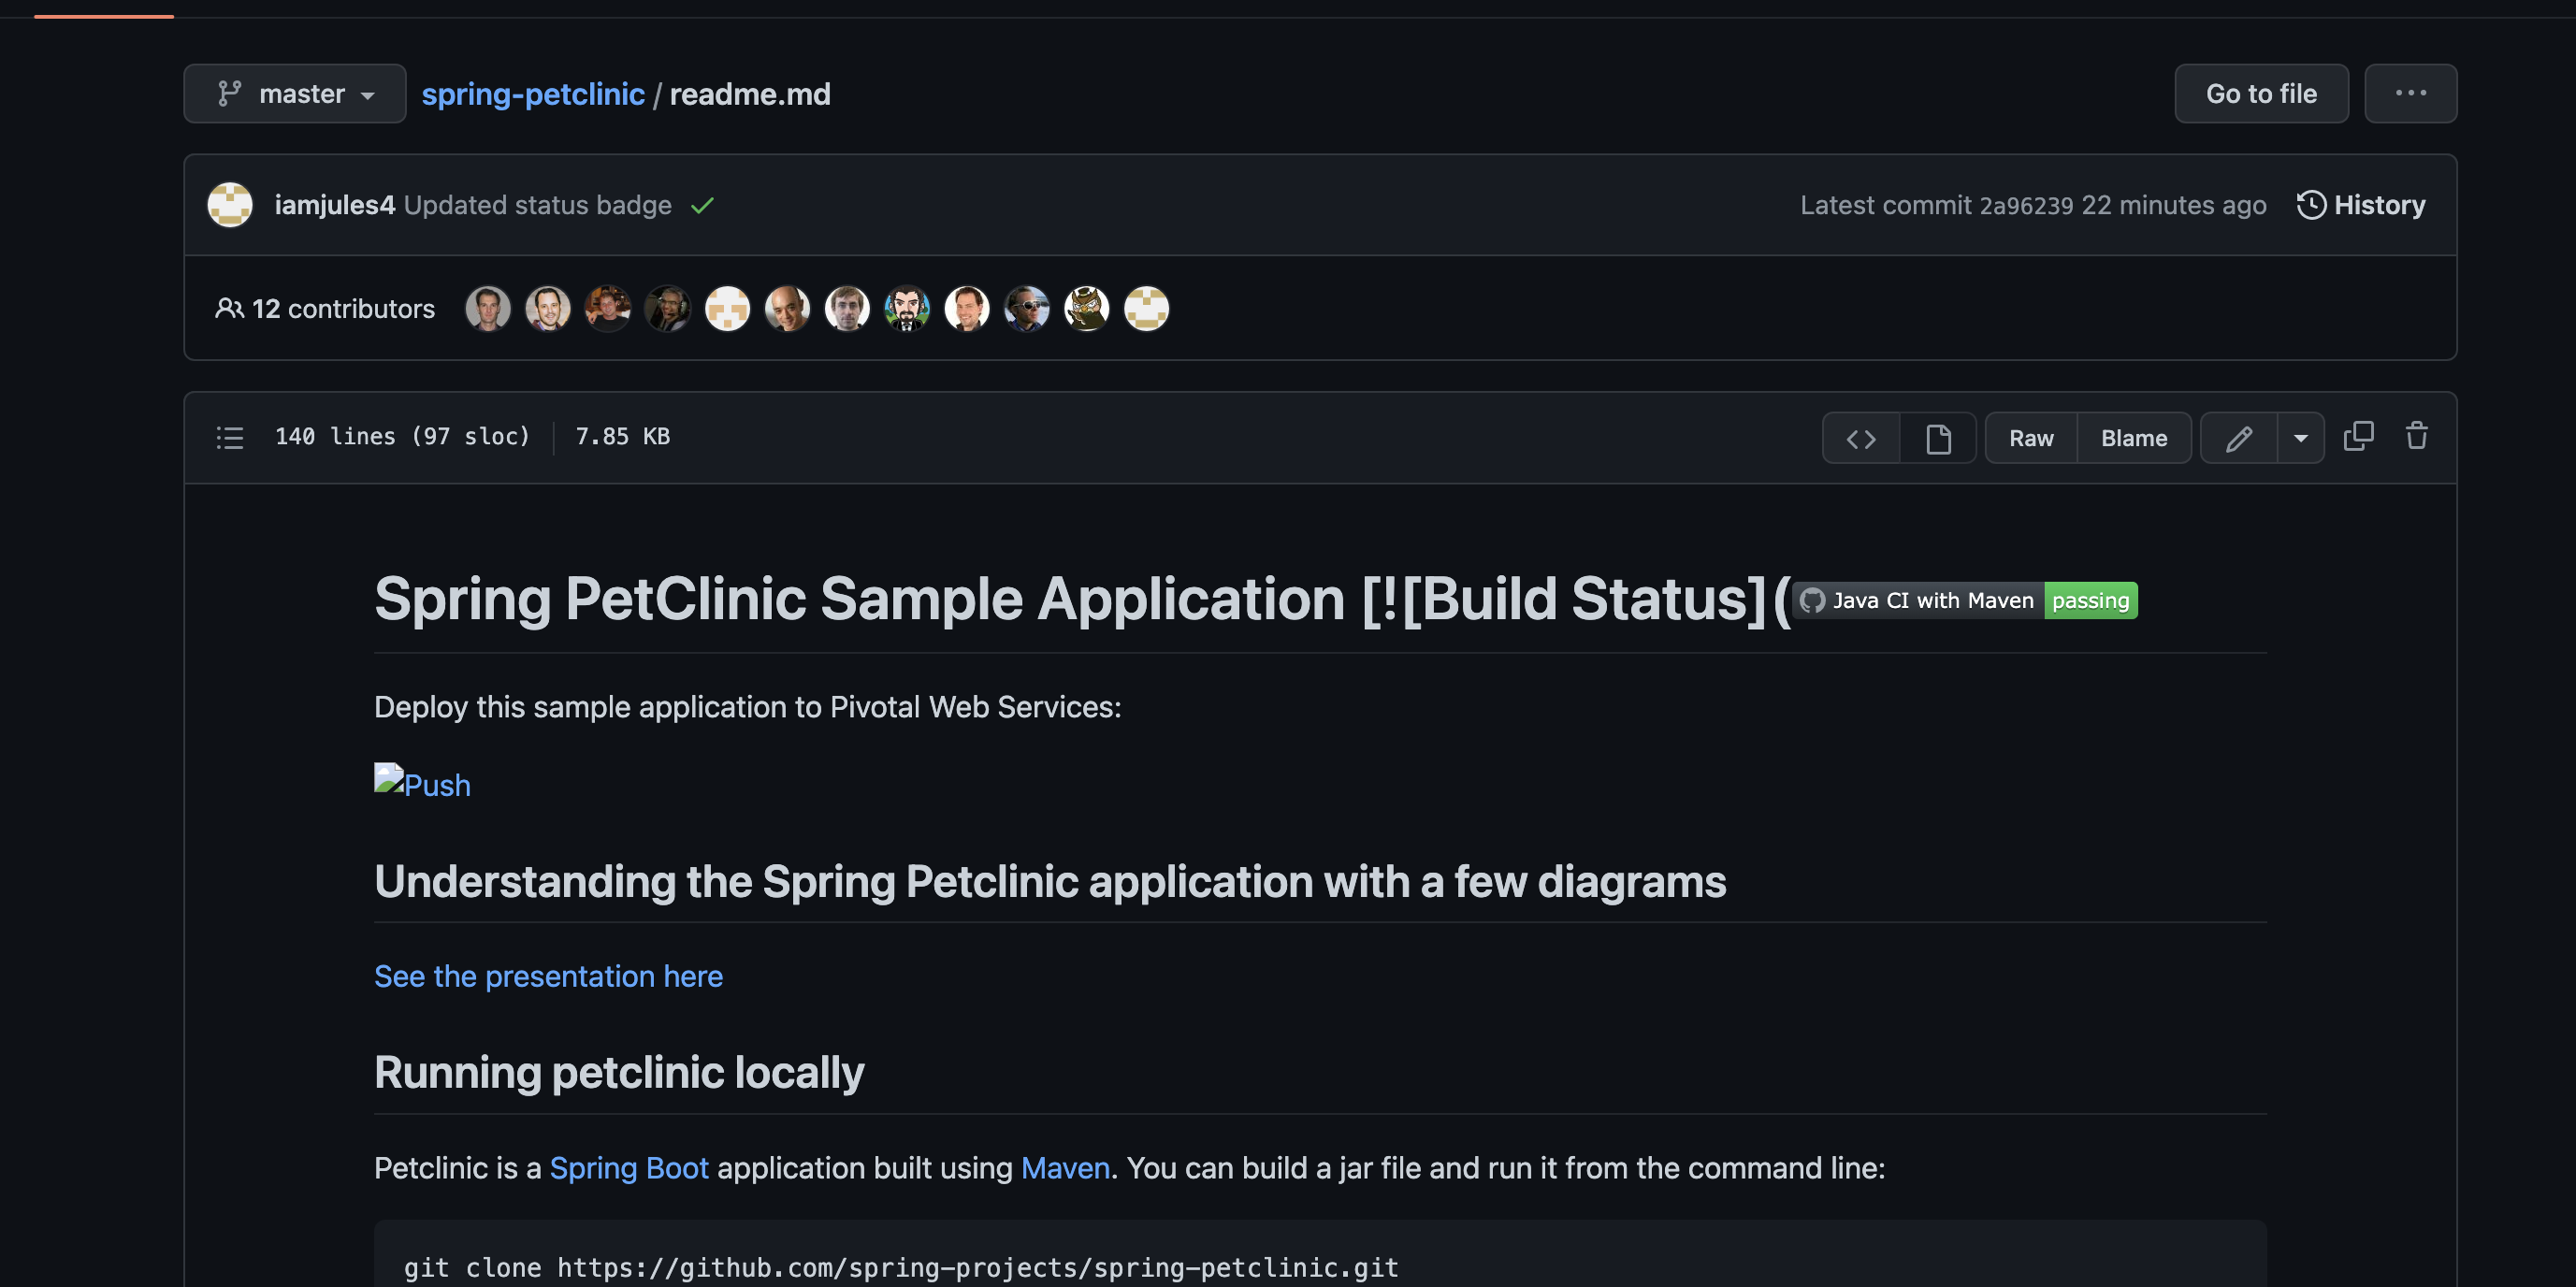 master spring-petclinic / readme.md Go to file ···
iamjules4 Updated status badge Latest commit 2a96239 22 minutes ago History
12 contributors
140 lines (97 sloc) 7.85 KB Raw Blame
Spring PetClinic Sample Application [![Build Status]( Java CI with Maven passing
Deploy this sample application to Pivotal Web Services:
Push
Understanding the Spring Petclinic application with a few diagrams
See the presentation here
Running petclinic locally
Petclinic is a Spring Boot application built using Maven. You can build a jar file and run it from the command line:
git clone https://github.com/spring-projects/spring-petclinic.git